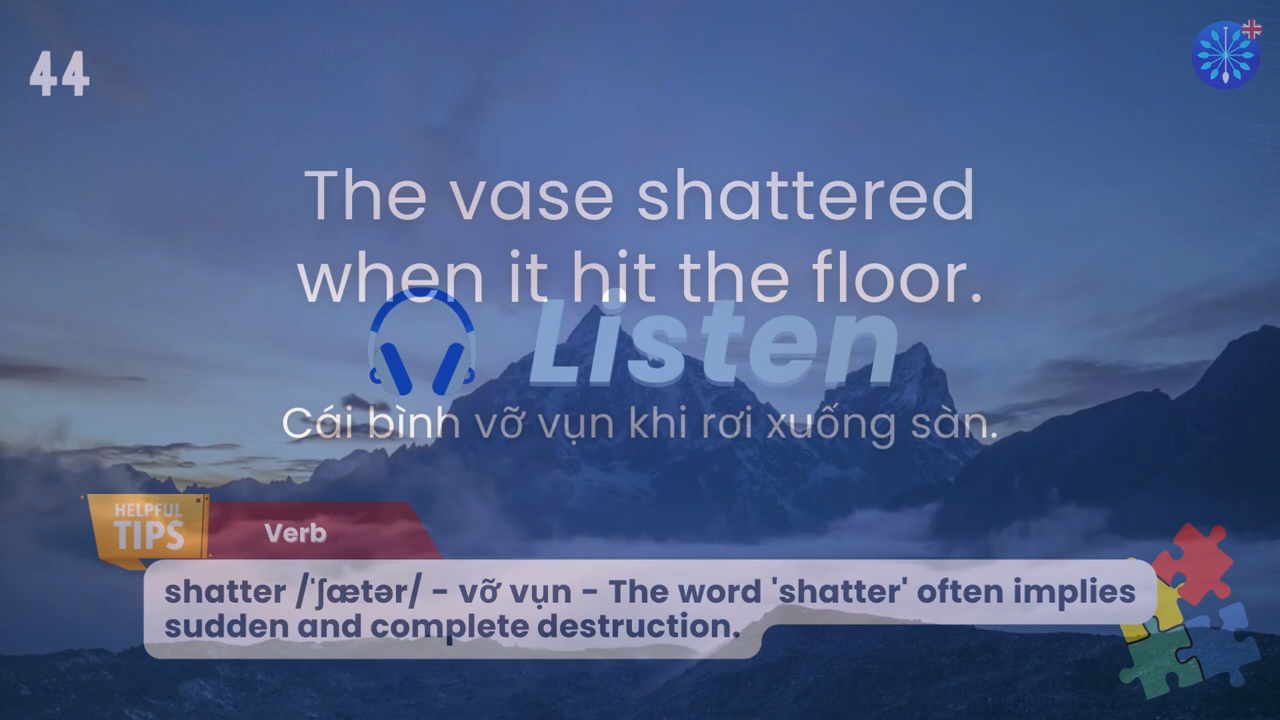 44
The vase shattered
when it hit the floor.
Listen
Cái bình vỡ vụn khi rơi xuống sàn.
HELPFUL
TIPS
Verb
shatter /ˈʃætər/ - vỡ vụn - The word 'shatter' often implies
sudden and complete destruction.